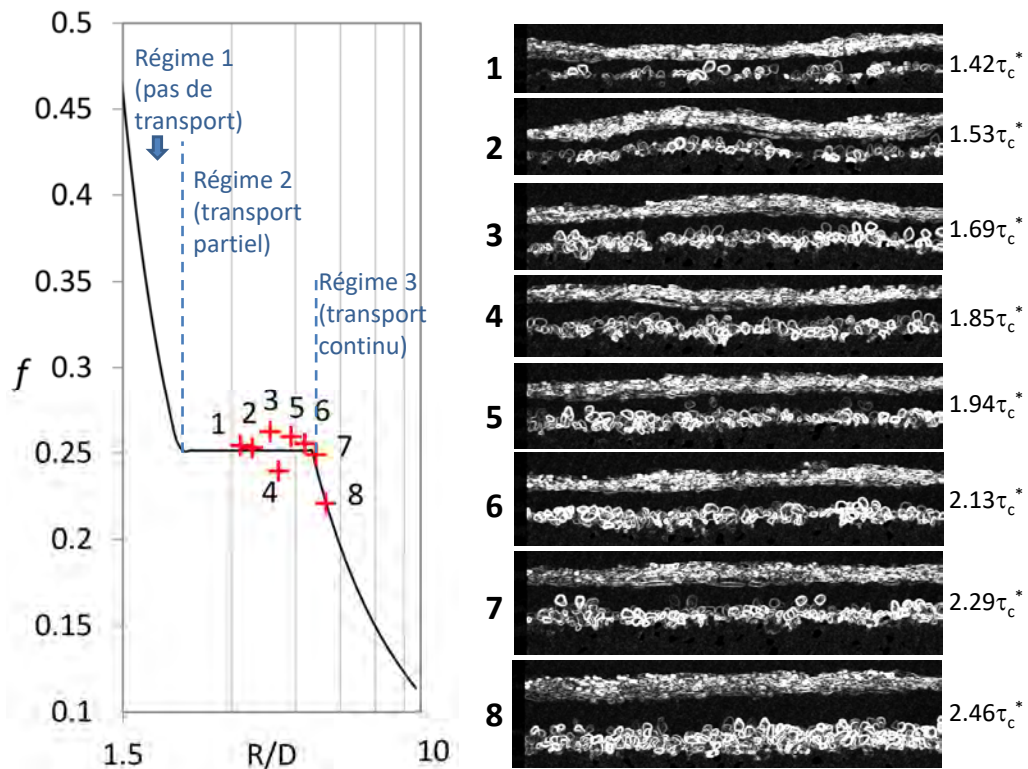 0.5
0.45
0.4
0.35
0.3
0.25
0.2
0.15
0.1
f
1.5
R/D
10
Régime 1
(pas de
transport)
Régime 2
(transport
partiel)
Régime 3
(transport
continu)
1
2
3
4
5
6
7
8
1
1.42τc*
2
1.53τc*
3
1.69τc*
4
1.85τc*
5
1.94τc*
6
2.13τc*
7
2.29τc*
8
2.46τc*